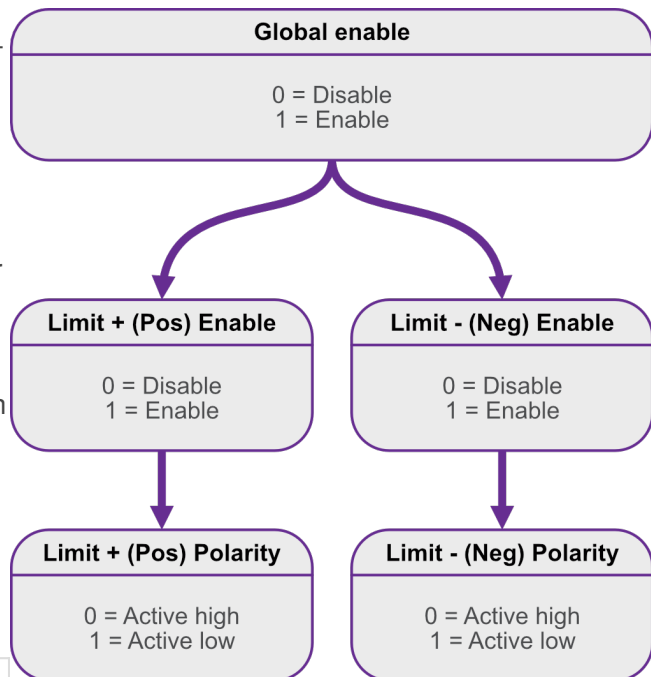 Global enable
0 = Disable
1 = Enable
Limit + (Pos) Enable
0 = Disable
1 = Enable
Limit - (Neg) Enable
0 = Disable
1 = Enable
Limit + (Pos) Polarity
0 = Active high
1 = Active low
Limit - (Neg) Polarity
0 = Active high
1 = Active low